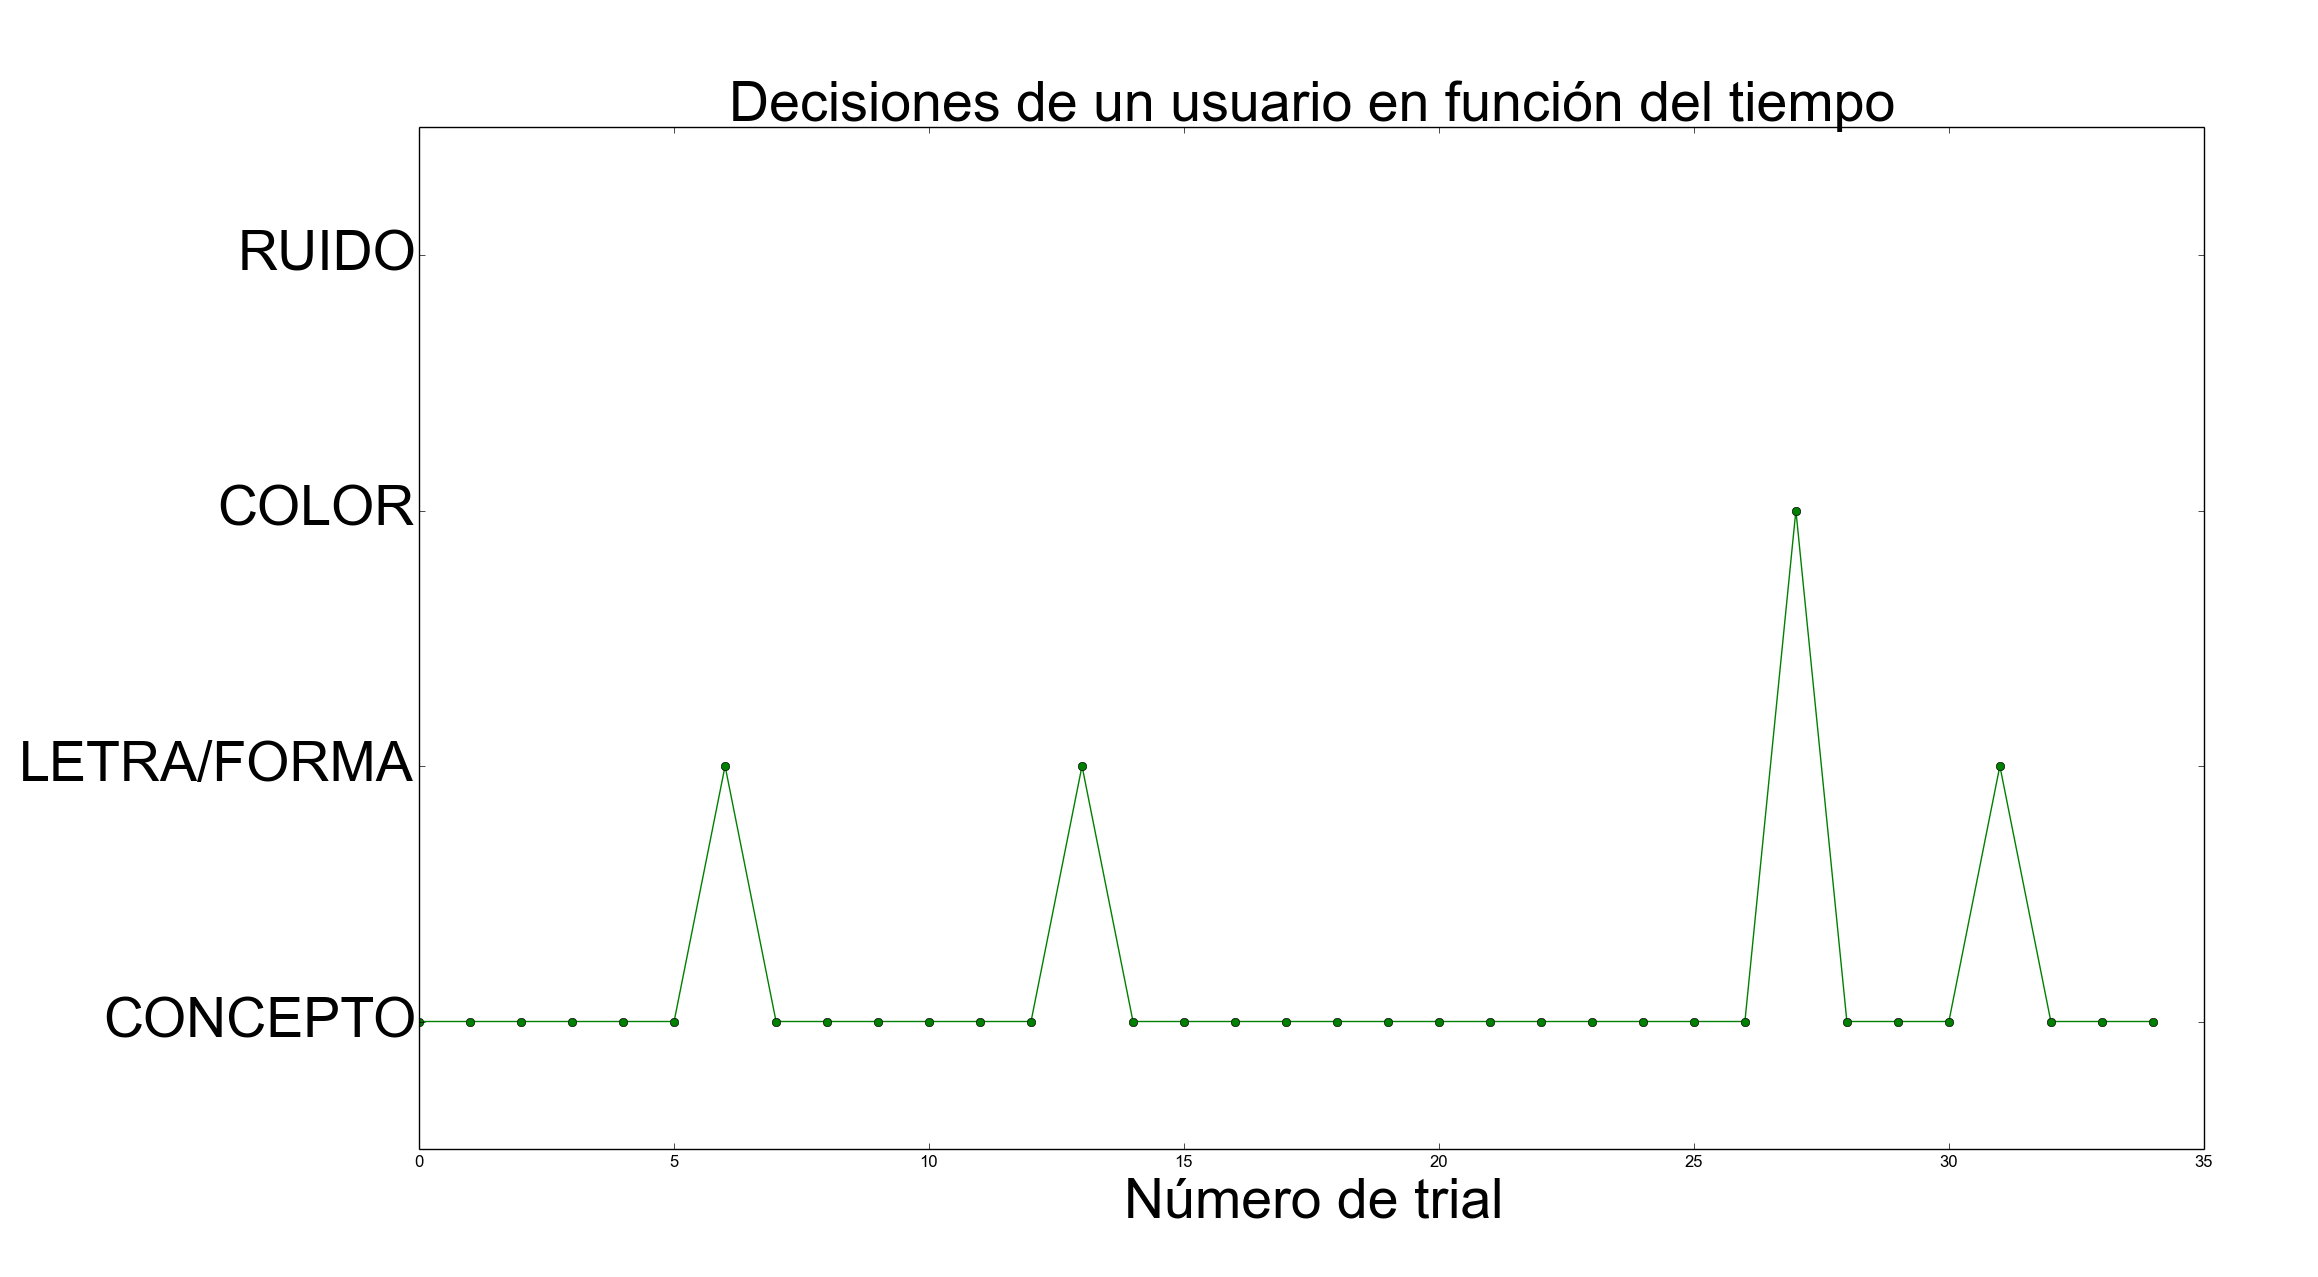 Decisiones de un usuario en función del tiempo
RUIDO
COLOR
LETRA/FORMA
CONCEPTO
0 5 10 15 20 25 30 35
Número de trial